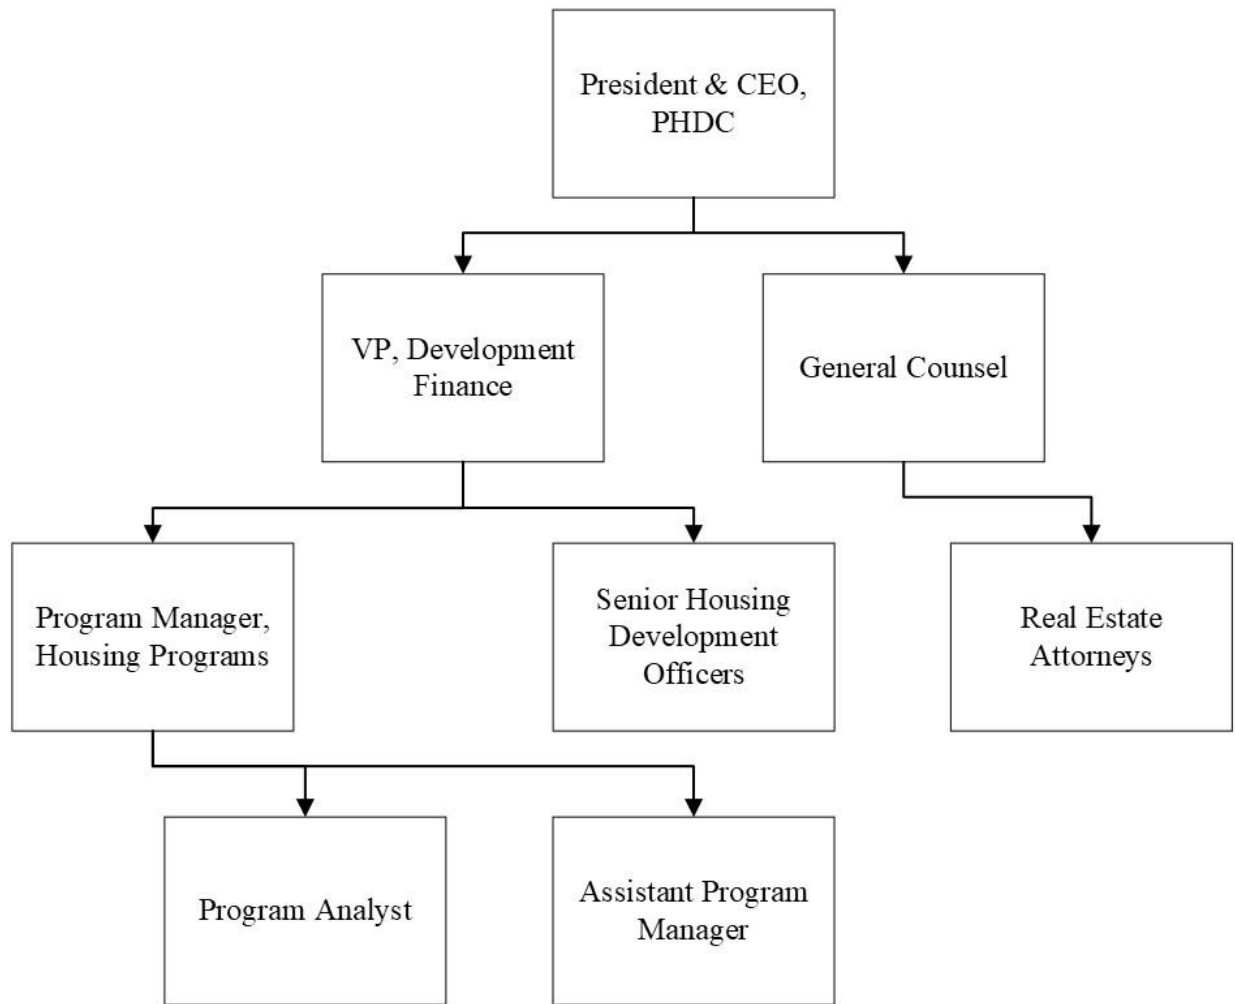 President & CEO,
PHDC
VP, Development
Finance
General Counsel
Program Manager,
Housing Programs
Senior Housing
Development
Officers
Real Estate
Attorneys
Program Analyst
Assistant Program
Manager